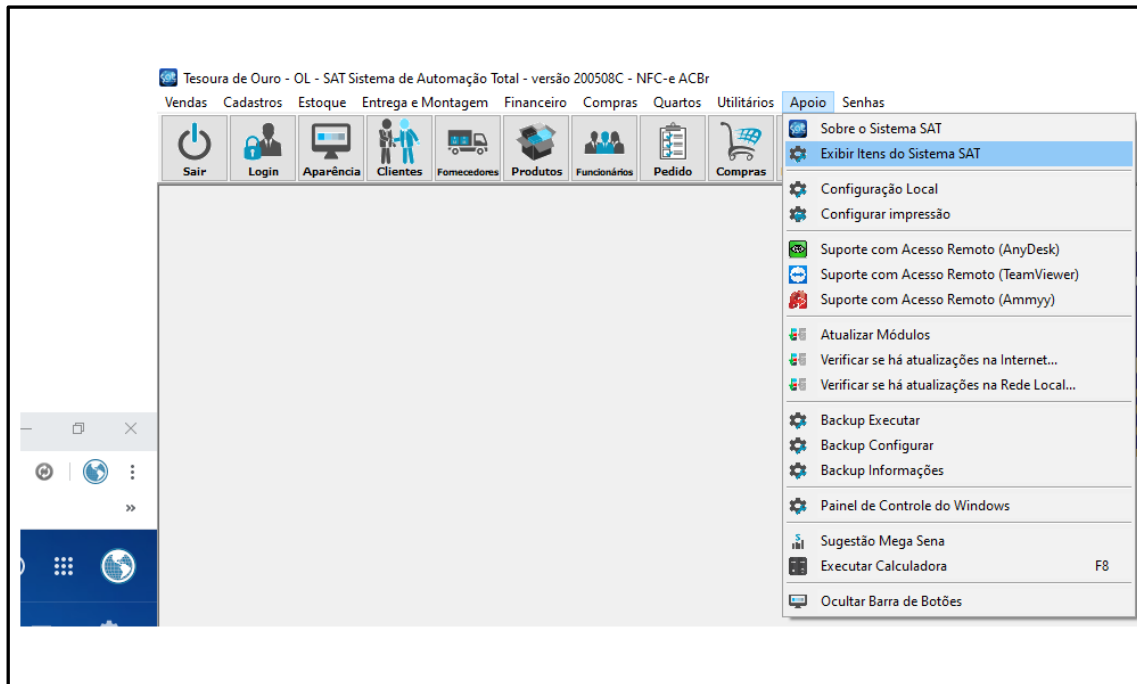 Tesoura de Ouro - OL - SAT Sistema de Automação Total - versão 200508C - NFC-e ACBr
Vendas Cadastros Estoque Entrega e Montagem Financeiro Compras Quartos Utilitários Apoio Senhas
Sair Login Aparência Clientes Fornecedores Produtos Funcionários Pedido Compras
Sobre o Sistema SAT
Exibir Itens do Sistema SAT
Configuração Local
Configurar impressão
Suporte com Acesso Remoto (AnyDesk)
Suporte com Acesso Remoto (TeamViewer)
Suporte com Acesso Remoto (Ammyy)
Atualizar Módulos
Verificar se há atualizações na Internet...
Verificar se há atualizações na Rede Local...
Backup Executar
Backup Configurar
Backup Informações
Painel de Controle do Windows
Sugestão Mega Sena
Executar Calculadora F8
Ocultar Barra de Botões